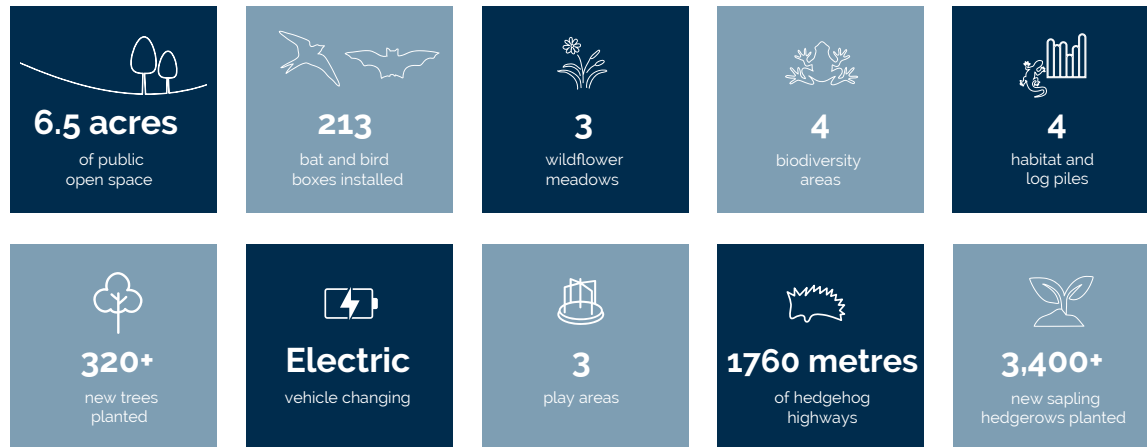 6.5 acres
of public
open space
213
bat and bird
boxes installed
3
wildflower
meadows
4
biodiversity
areas
4
habitat and
log piles
320+
new trees
planted
Electric
vehicle changing
3
play areas
1760 metres
of hedgehog
highways
3,400+
new sapling
hedgerows planted